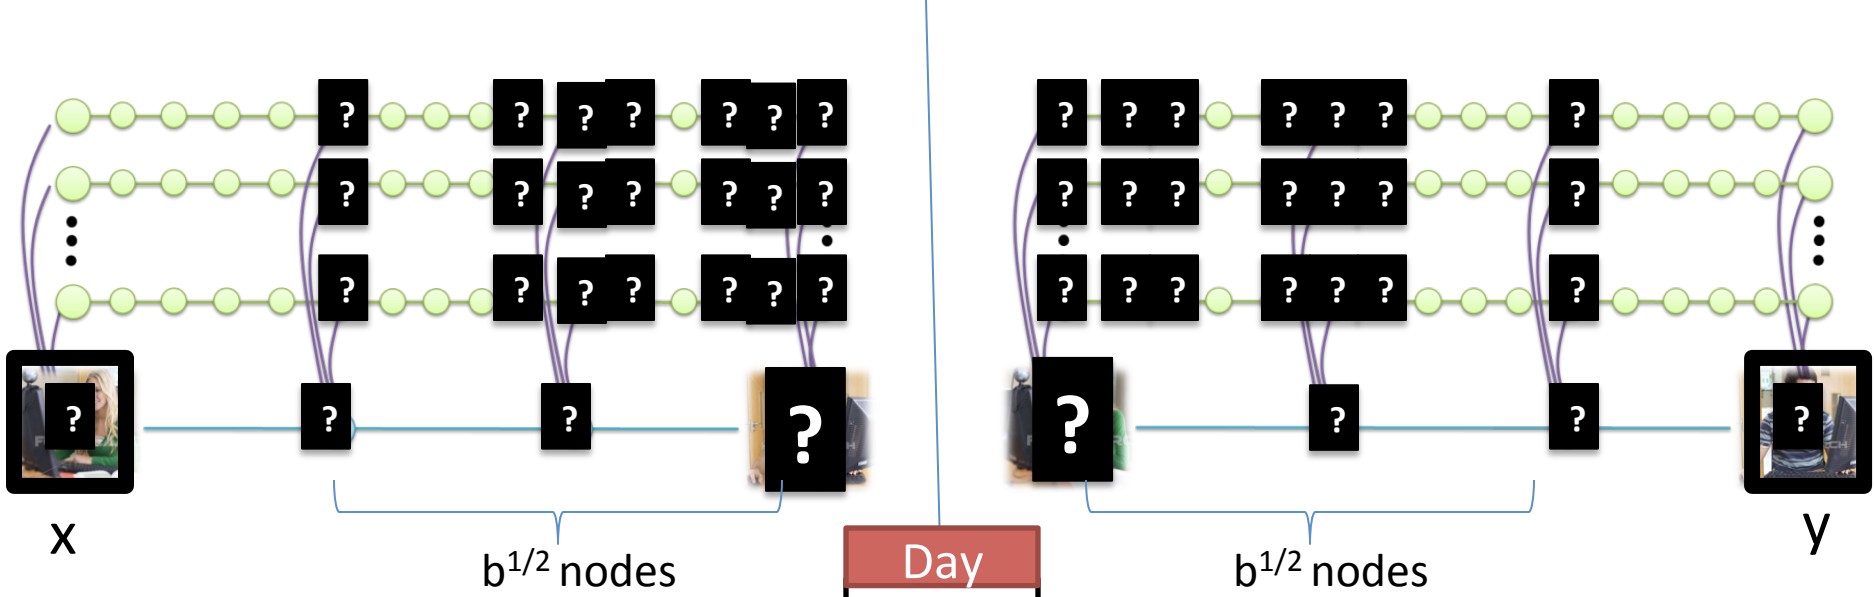 ? ? ? ? ? ? ? ? ? ? ? ? ? ?
? ? ? ? ? ? ? ? ? ? ? ? ? ?
? ? ? ? ? ? ? ? ? ? ? ? ? ?
? ? ? ? ? ? ? ?
x y
b1/2 nodes b1/2 nodes
Day